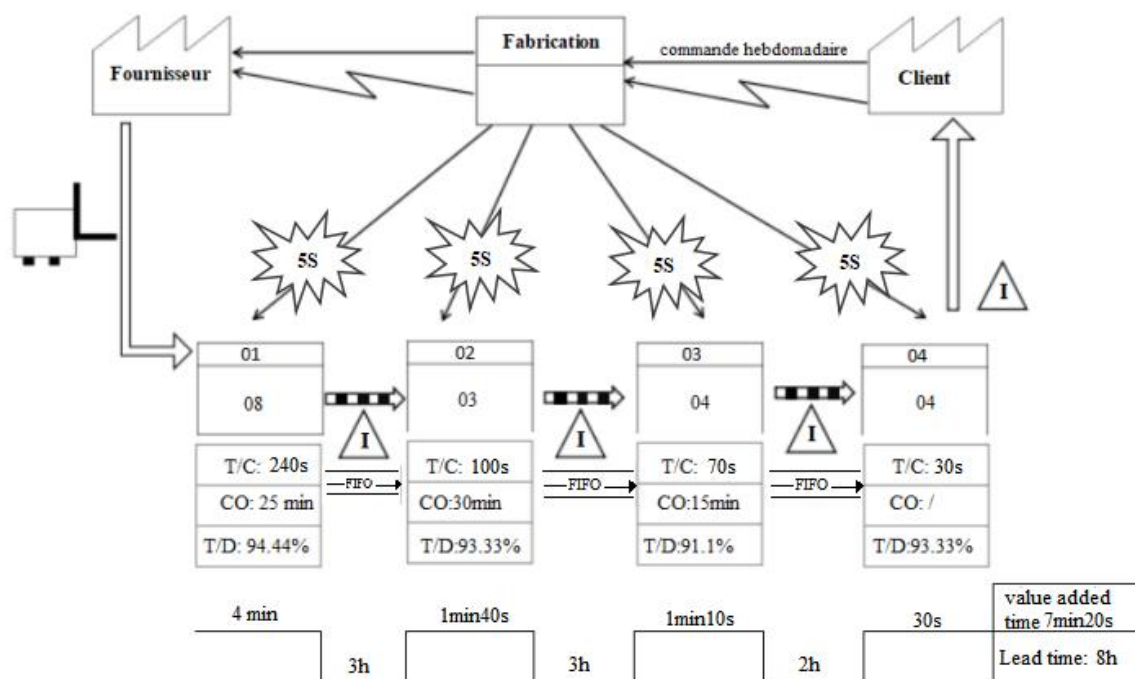 Fabrication
commande hebdomadaire
Fournisseur
Client
5S
5S
5S
5S
I
01
02
03
04
08
03
04
04
I
I
I
T/C: 240s
T/C: 100s
T/C: 70s
T/C: 30s
FIFO
FIFO
FIFO
CO: 25 min
CO:30min
CO:15min
CO: /
T/D: 94.44%
T/D:93.33%
T/D:91.1%
T/D:93.33%
4 min
1min40s
1min10s
30s
value added
time 7min20s
3h
3h
2h
Lead time: 8h